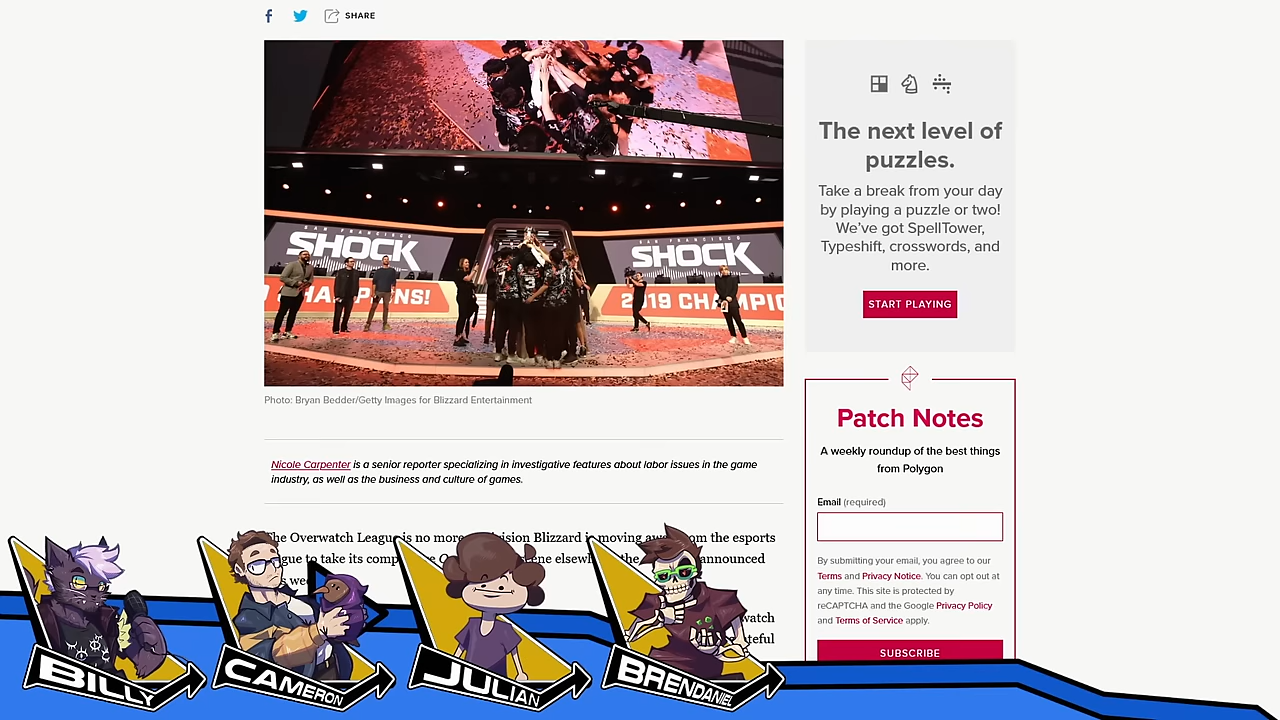 SHARE
SAN FRANCISCO
SHOCK
SAN FRANCISCO
SHOCK
CHAMPIONS!
2019 CHAMPIO
3
Photo: Bryan Bedder/Getty Images for Blizzard Entertainment
Nicole Carpenter is a senior reporter specializing in investigative features about labor issues in the game
industry, as well as the business and culture of games.
The Overwatch League is no more
Blizzard is moving away from the esports
to take its
scene
the
announced
watch
The next level of
puzzles.
Take a break from your day
by playing a puzzle or two!
We've got SpellTower,
Typeshift, crosswords, and
more.
START PLAYING
Patch Notes
A weekly roundup of the best things
from Polygon
Email (required)
By submitting your email, you agree to our
Terms and Privacy Notice. You can opt out at
any time. This site is protected by
reCAPTCHA and the Google Privacy Policy
and Terms of Service apply.
SUBSCRIBE
BILLY
CAMERON
JULIAN
BRENDANIEL